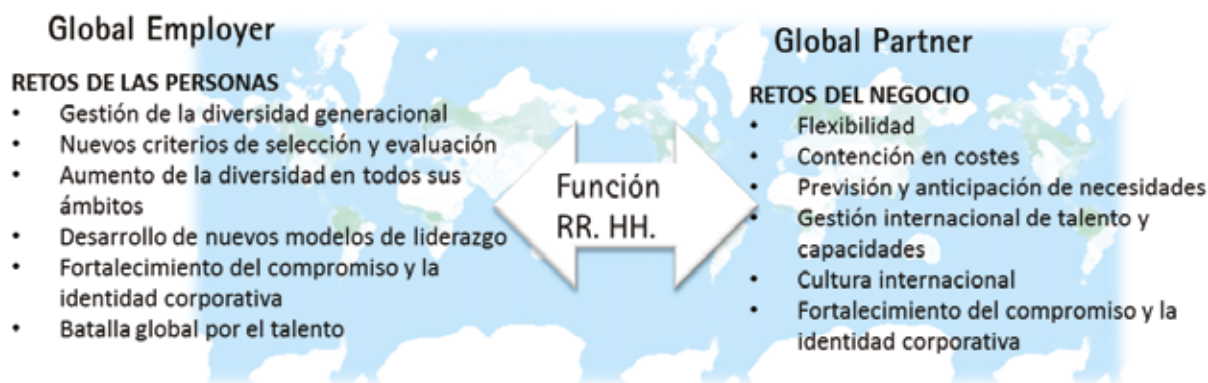 Global Employer
RETOS DE LAS PERSONAS
• Gestión de la diversidad generacional
• Nuevos criterios de selección y evaluación
• Aumento de la diversidad en todos sus
ámbitos
• Desarrollo de nuevos modelos de liderazgo
• Fortalecimiento del compromiso y la
identidad corporativa
• Batalla global por el talento
Función
RR. HH.
Global Partner
RETOS DEL NEGOCIO
• Flexibilidad
• Contención en costes
• Previsión y anticipación de necesidades
• Gestión internacional de talento y
capacidades
• Cultura internacional
• Fortalecimiento del compromiso y la
identidad corporativa